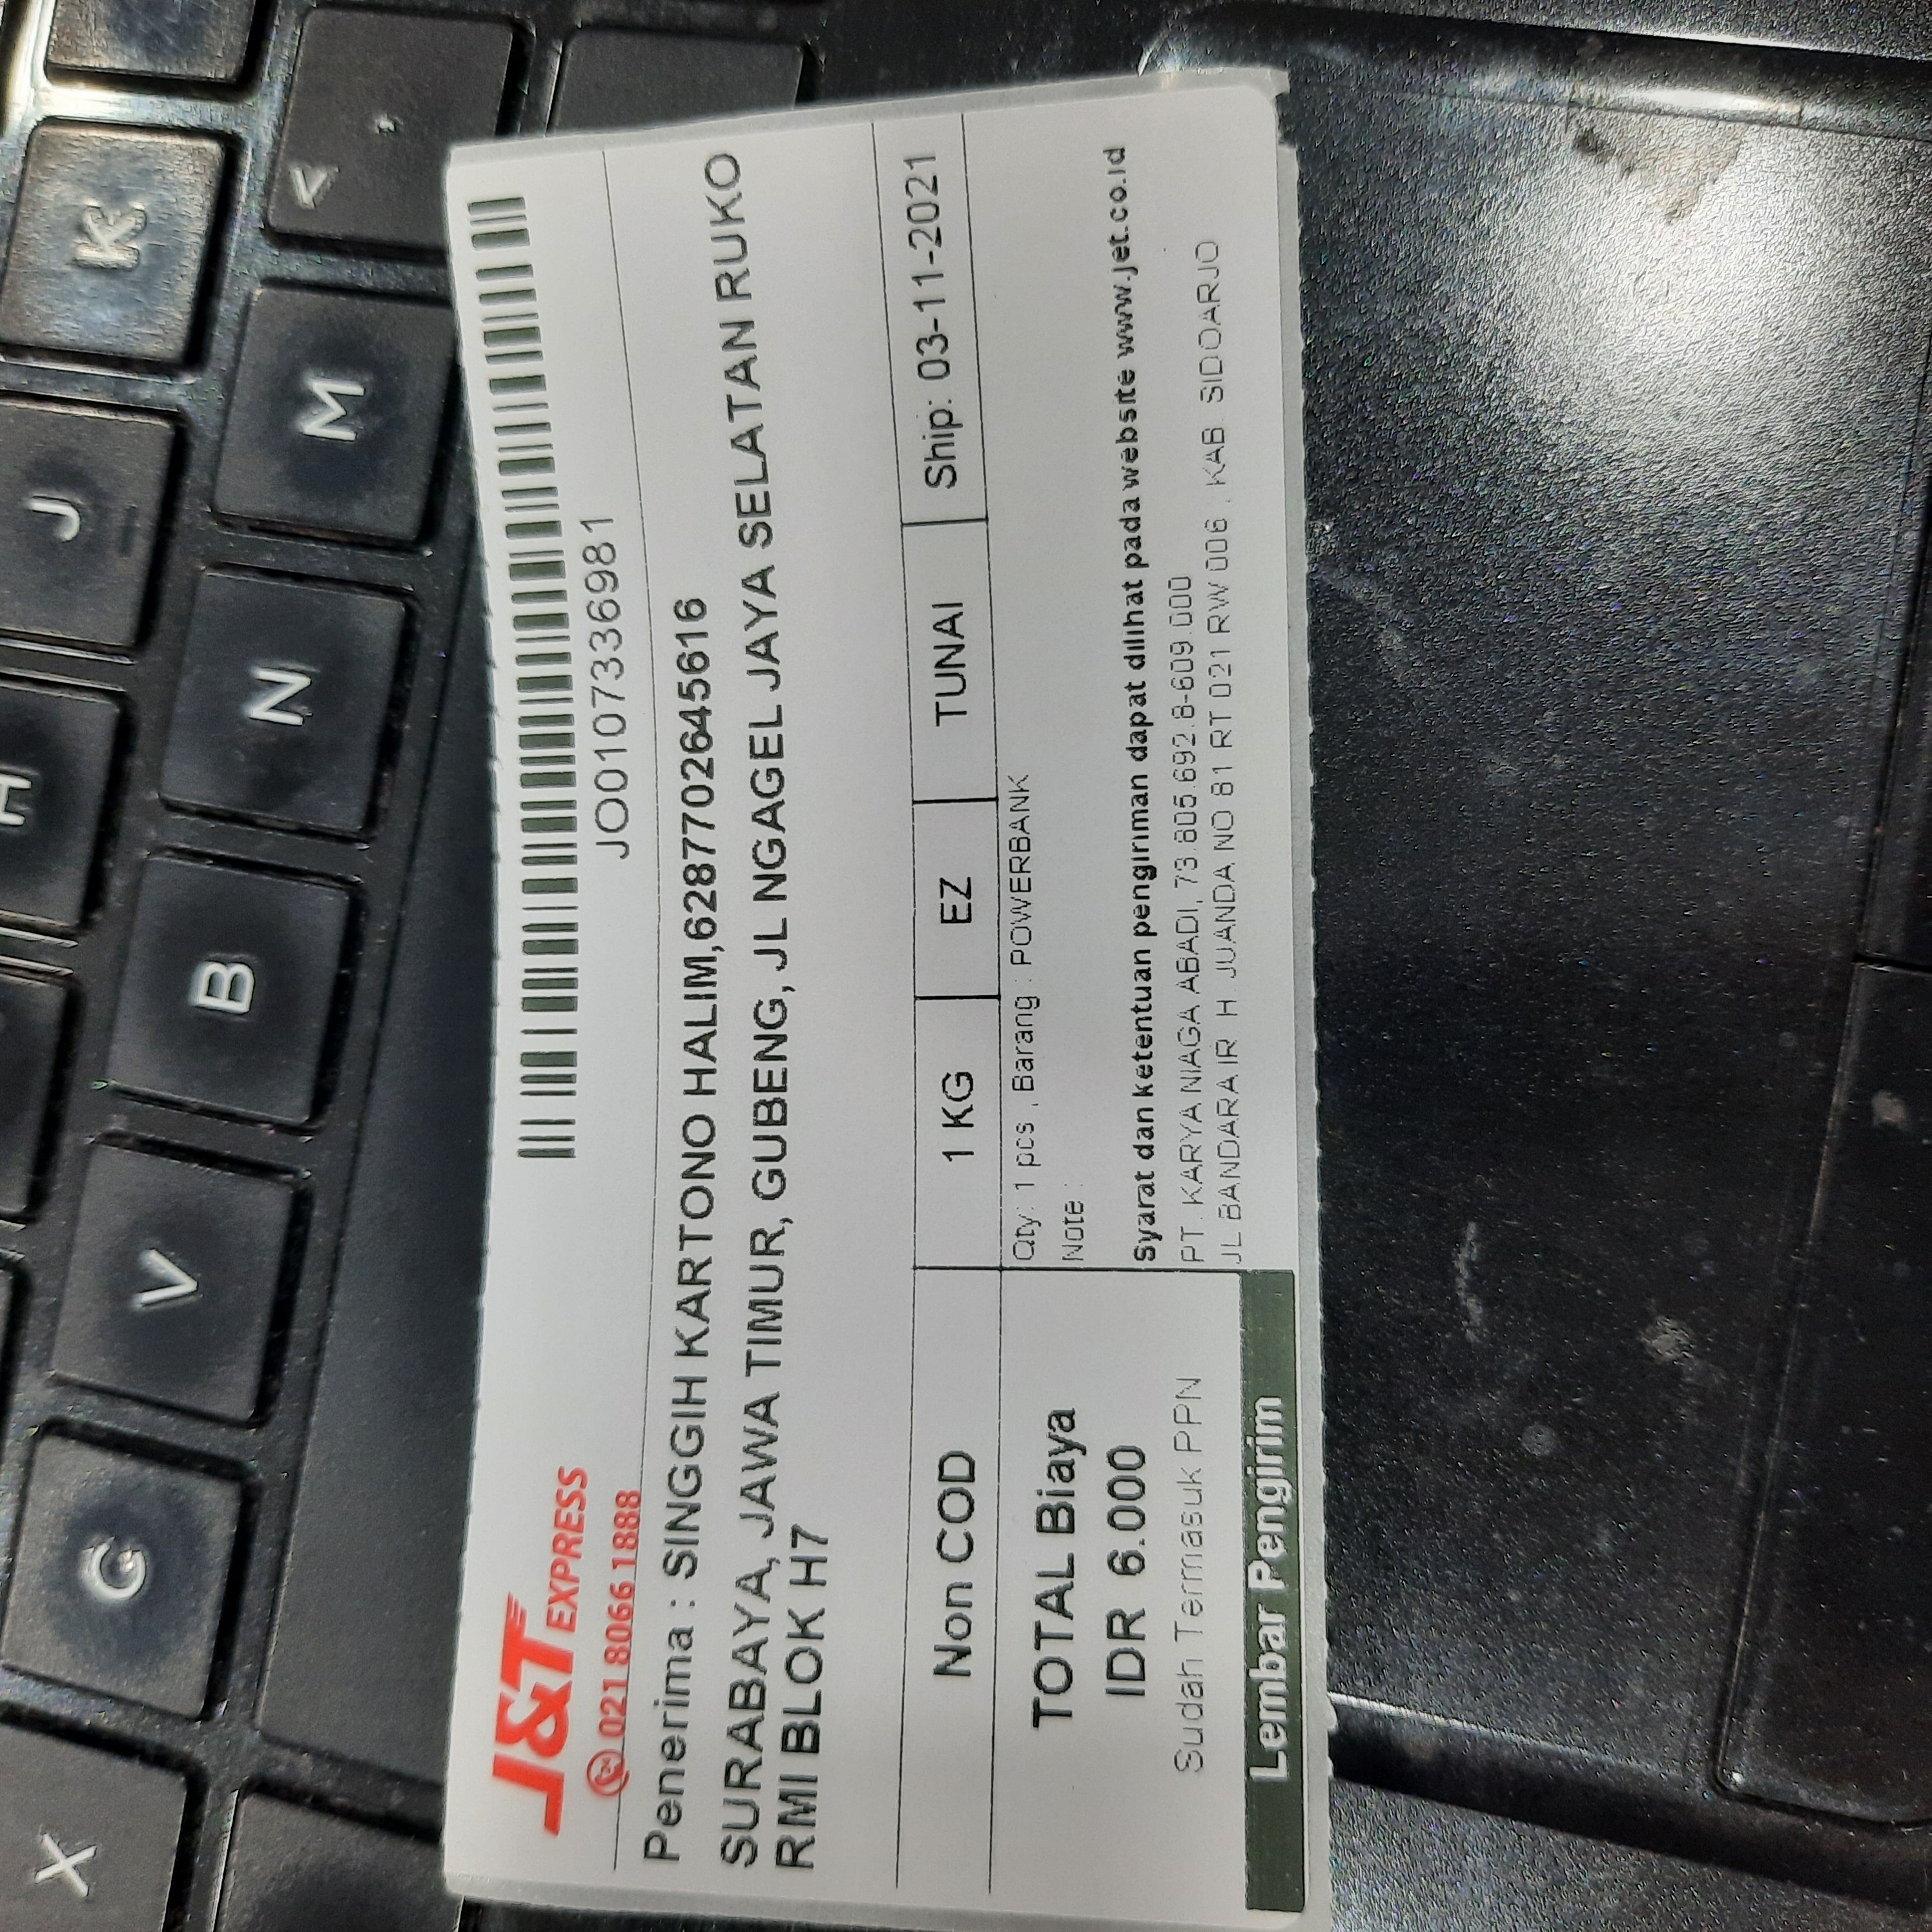 X C V B N M H J K <
,
J&T EXPRESS
24 021 8066 1888
JO0107336981
Penerima : SINGGIH KARTONO HALIM,6287702645616
SURABAYA, JAWA TIMUR, GUBENG, JL NGAGEL JAYA SELATAN RUKO
RMI BLOK H7
Non COD
1 KG
EZ
TUNAI
Ship: 03-11-2021
TOTAL Biaya
IDR 6.000
Sudah Termasuk PPN
Lembar Pengirim
Qty: 1 pcs , Barang : POWERBANK
Note :
Syarat dan ketentuan pengiriman dapat dilihat pada website www.jet.co.id
PT. KARYA NIAGA ABADI, 73.805.692.8-609.000
JL BANDARA IR. H. JUANDA NO 81 RT 021 RW 006 , KAB. SIDOARJO